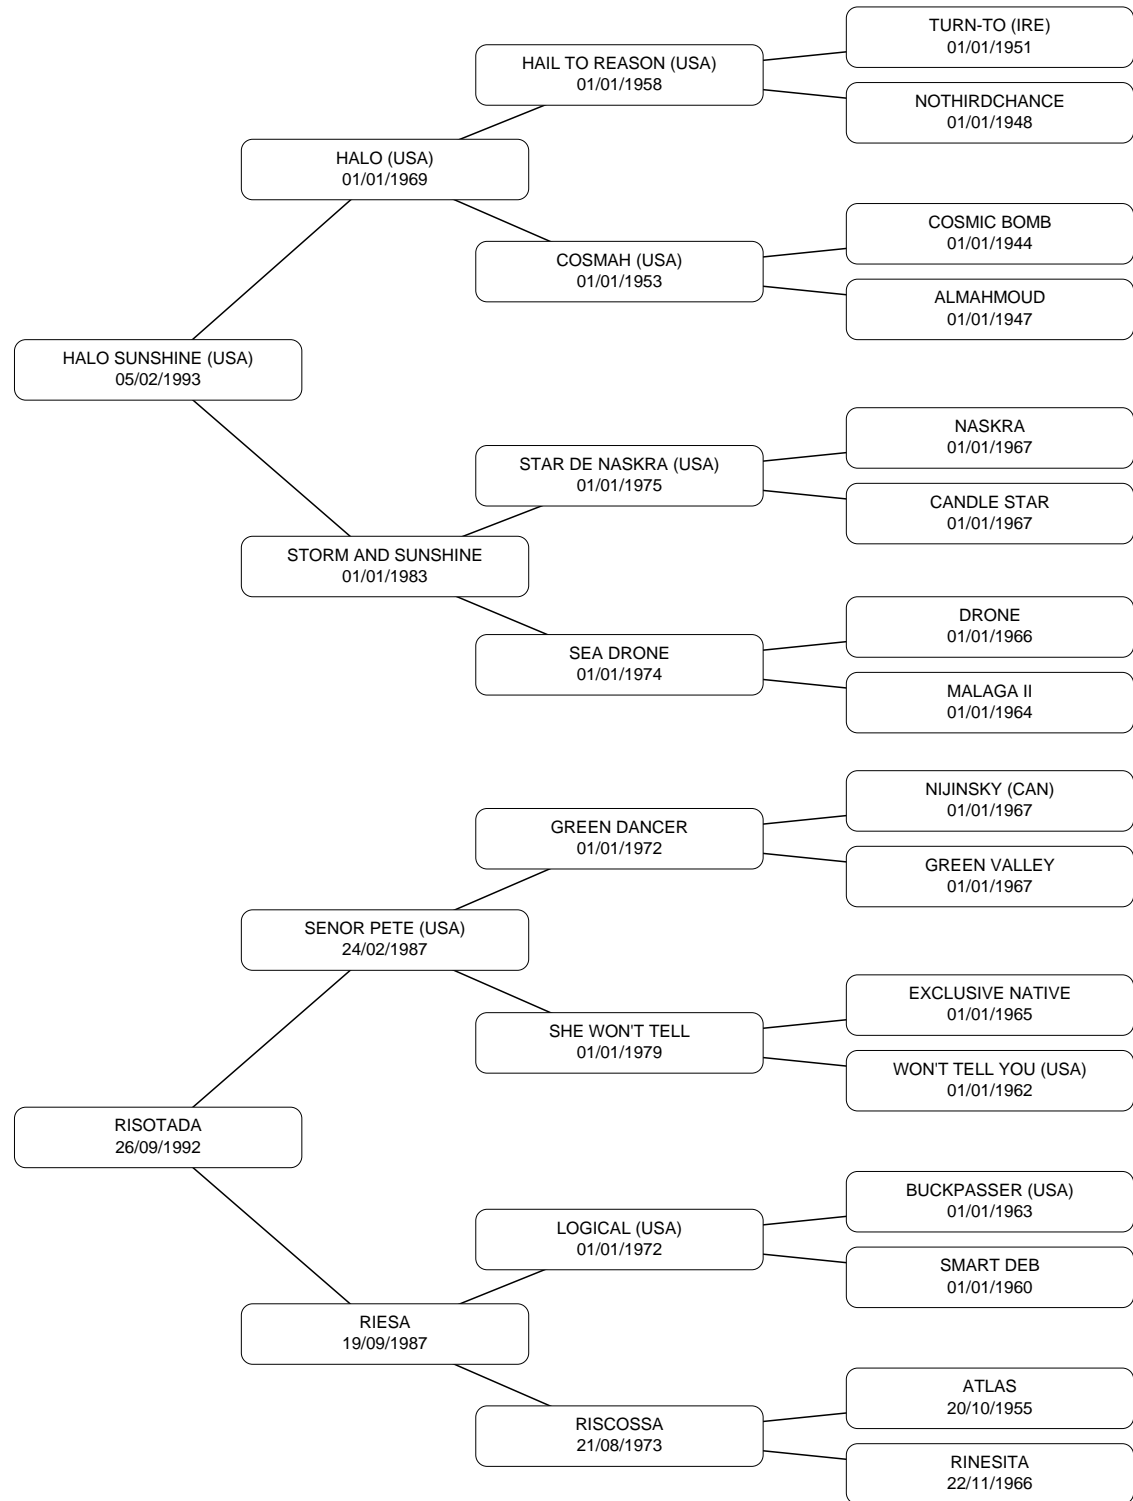 TURN-TO (IRE)
01/01/1951
HAIL TO REASON (USA)
01/01/1958
NOTHIRDCHANCE
01/01/1948
HALO (USA)
01/01/1969
COSMIC BOMB
01/01/1944
COSMAH (USA)
01/01/1953
ALMAHMOUD
01/01/1947
HALO SUNSHINE (USA)
05/02/1993
NASKRA
01/01/1967
STAR DE NASKRA (USA)
01/01/1975
CANDLE STAR
01/01/1967
STORM AND SUNSHINE
01/01/1983
DRONE
01/01/1966
SEA DRONE
01/01/1974
MALAGA II
01/01/1964
NIJINSKY (CAN)
01/01/1967
GREEN DANCER
01/01/1972
GREEN VALLEY
01/01/1967
SENOR PETE (USA)
24/02/1987
EXCLUSIVE NATIVE
01/01/1965
SHE WON'T TELL
01/01/1979
WON'T TELL YOU (USA)
01/01/1962
RISOTADA
26/09/1992
BUCKPASSER (USA)
01/01/1963
LOGICAL (USA)
01/01/1972
SMART DEB
01/01/1960
RIESA
19/09/1987
ATLAS
20/10/1955
RISCOSSA
21/08/1973
RINESITA
22/11/1966